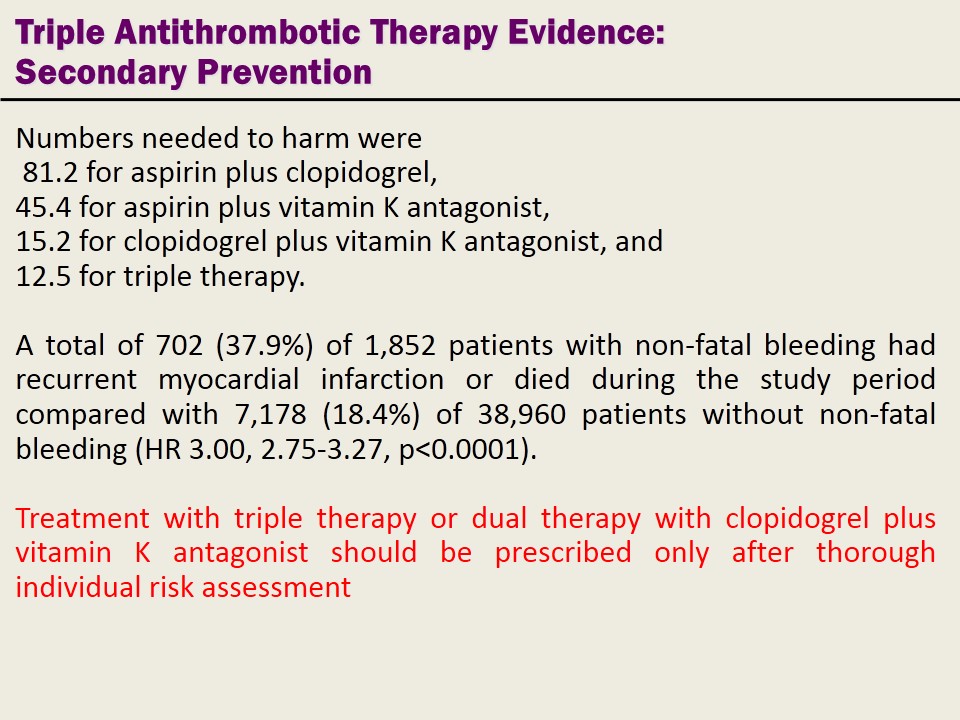 Triple Antithrombotic Therapy Evidence:
Secondary Prevention
Numbers needed to harm were
81.2 for aspirin plus clopidogrel,
45.4 for aspirin plus vitamin K antagonist,
15.2 for clopidogrel plus vitamin K antagonist, and
12.5 for triple therapy.
A total of 702 (37.9%) of 1,852 patients with non-fatal bleeding had
recurrent myocardial infarction or died during the study period
compared with 7,178 (18.4%) of 38,960 patients without non-fatal
bleeding (HR 3.00, 2.75-3.27, p<0.0001).
Treatment with triple therapy or dual therapy with clopidogrel plus
vitamin K antagonist should be prescribed only after thorough
individual risk assessment